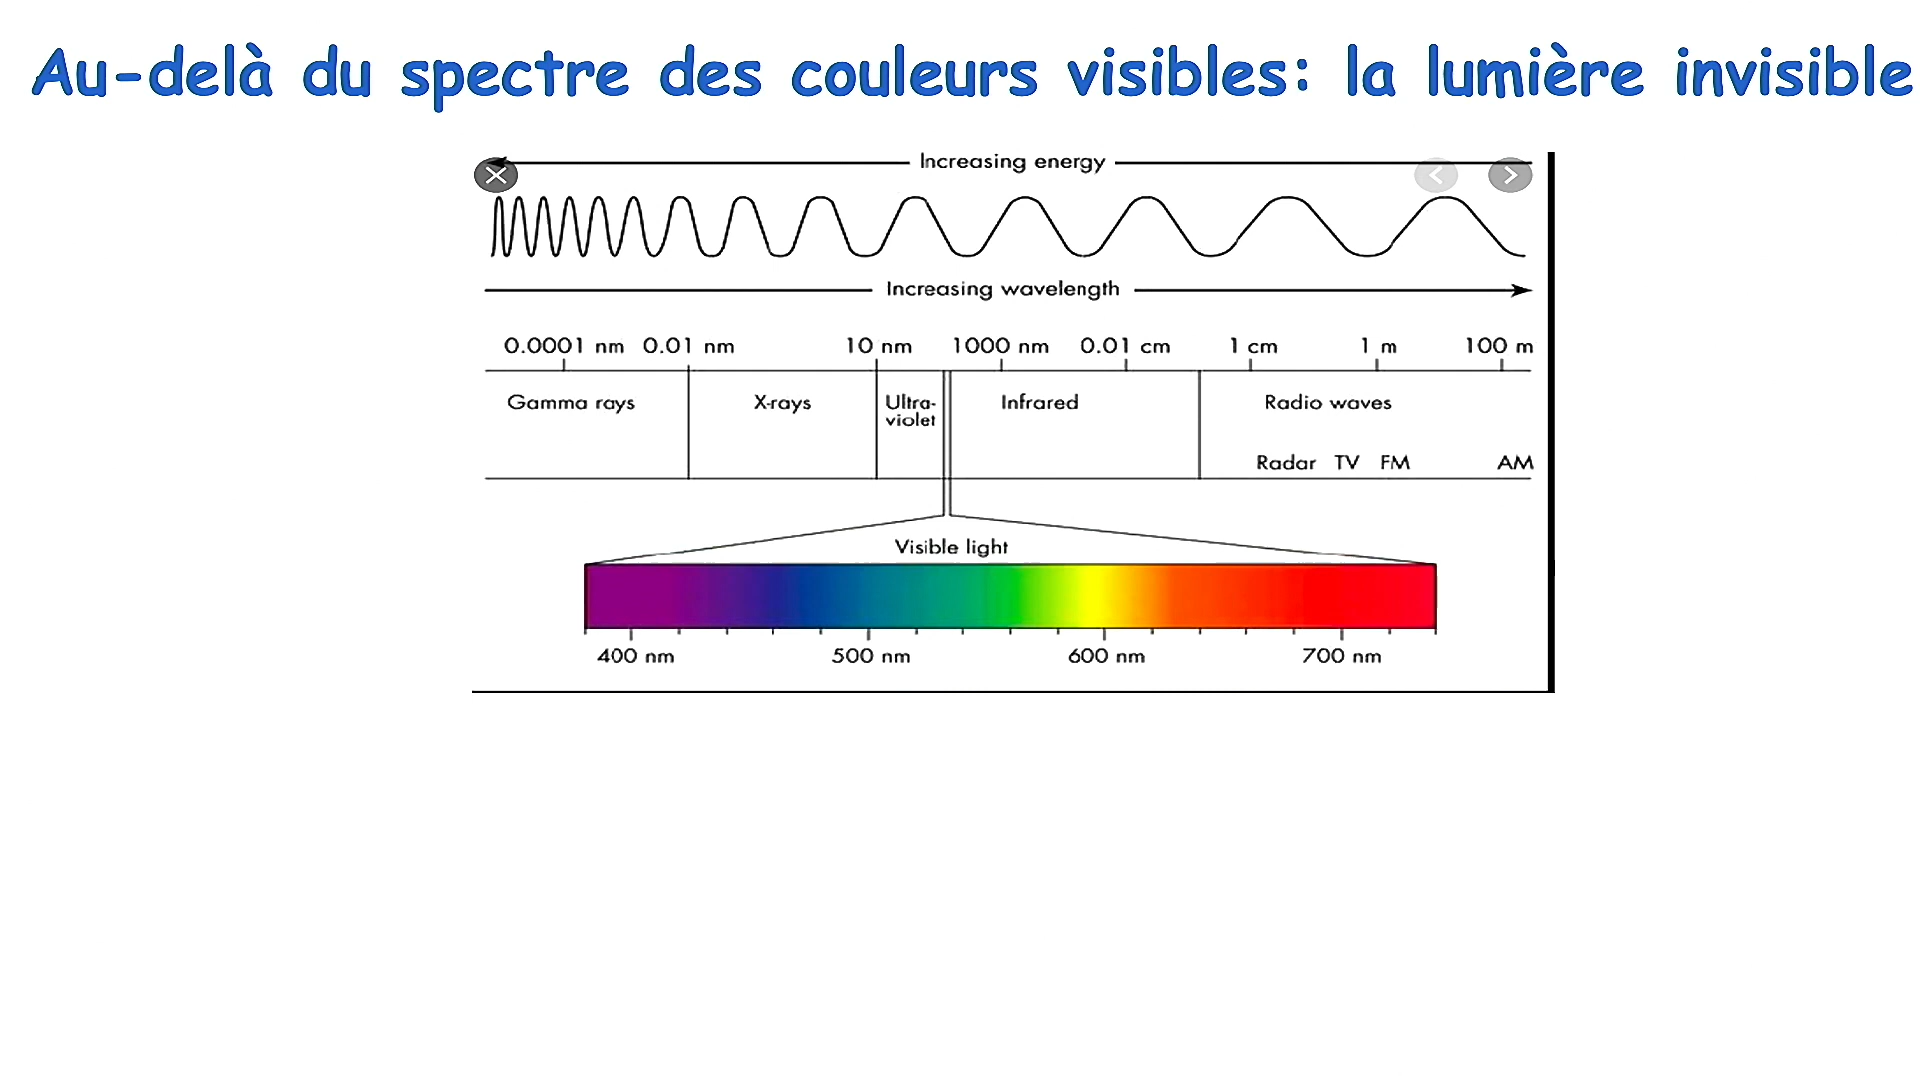 Au-delà du spectre des couleurs visibles: la lumière invisible
Increasing energy
Increasing wavelength
0.0001 nm 0.01 nm 10 nm 1000 nm 0.01 cm 1 cm 1 m 100 m
Gamma rays X-rays Ultra-violet Infrared Radio waves
Radar TV FM AM
Visible light
400 nm 500 nm 600 nm 700 nm